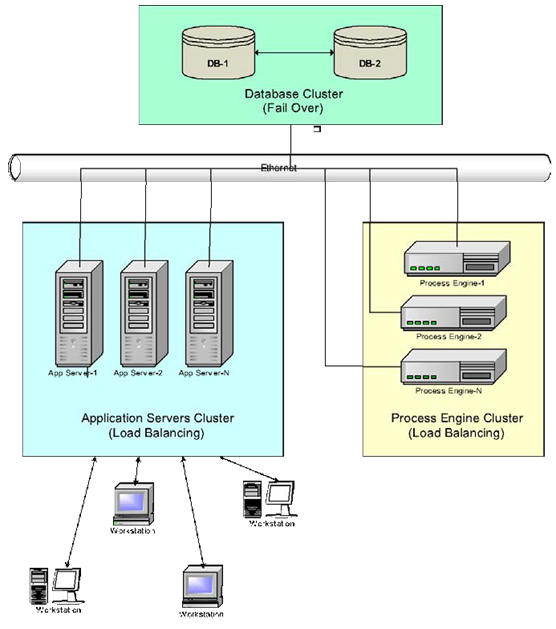 DB-1
DB-2
Database Cluster
(Fail Over)
Ethernet
App Server-1
App Server-2
App Server-N
Application Servers Cluster
(Load Balancing)
Process Engine-1
Process Engine-2
Process Engine-N
Process Engine Cluster
(Load Balancing)
Workstation
Workstation
Workstation
Workstation